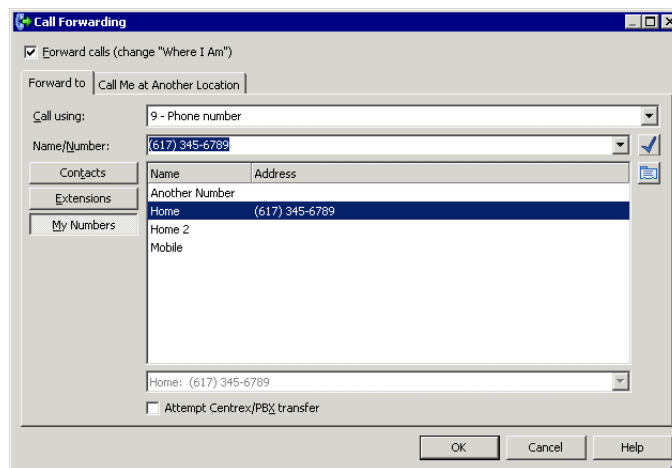 Call Forwarding
Forward calls (change "Where I Am")
Forward to Call Me at Another Location
Call using: 9 - Phone number
Name/Number: (617) 345-6789
Contacts
Extensions
My Numbers
Name Address
Another Number
Home (617) 345-6789
Home 2
Mobile
Home: (617) 345-6789
Attempt Centrex/PBX transfer
OK Cancel Help